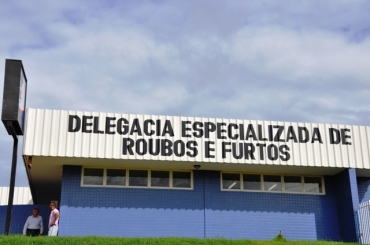 DELEGACIA ESPECIALIZADA DE
ROUBOS E FURTOS